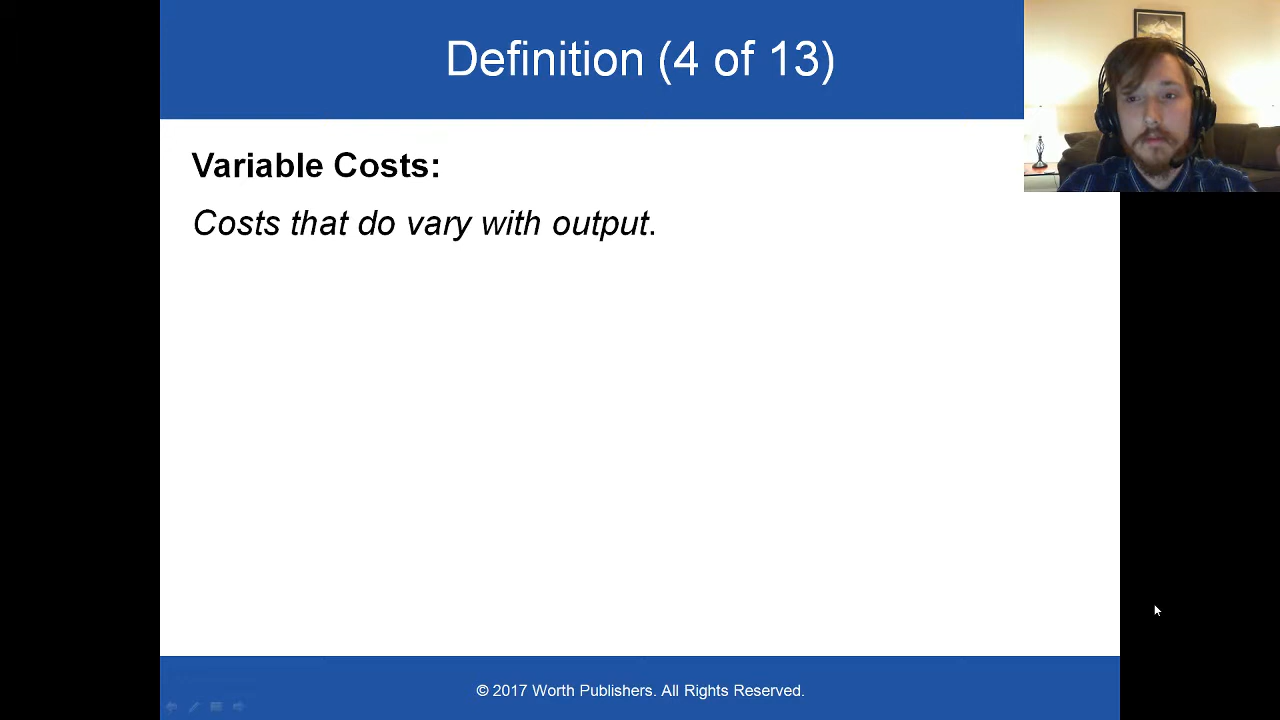 Definition (4 of 13)
Variable Costs:
Costs that do vary with output.
© 2017 Worth Publishers. All Rights Reserved.